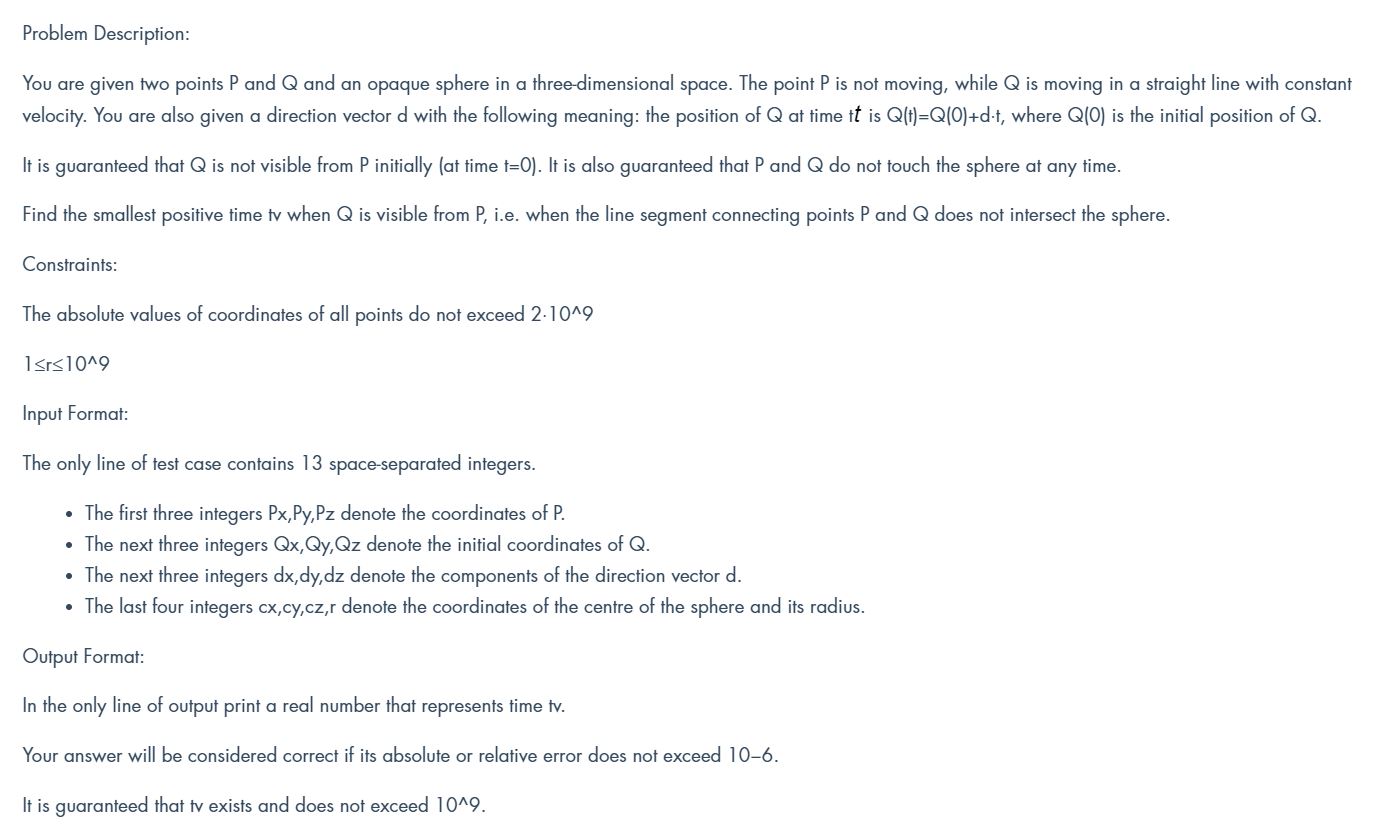 Problem Description:
You are given two points P and Q and an opaque sphere in a three-dimensional space. The point P is not moving, while Q is moving in a straight line with constant
velocity. You are also given a direction vector d with the following meaning: the position of Q at time tt is Q(t)=Q(0)+d·t, where Q(0) is the initial position of Q.
It is guaranteed that Q is not visible from P initially (at time t=0). It is also guaranteed that P and Q do not touch the sphere at any time.
Find the smallest positive time tv when Q is visible from P, i.e. when the line segment connecting points P and Q does not intersect the sphere.
Constraints:
The absolute values of coordinates of all points do not exceed 2·10^9
1≤r≤10^9
Input Format:
The only line of test case contains 13 space-separated integers.
• The first three integers Px,Py,Pz denote the coordinates of P.
• The next three integers Qx,Qy,Qz denote the initial coordinates of Q.
• The next three integers dx,dy,dz denote the components of the direction vector d.
• The last four integers cx,cy,cz,r denote the coordinates of the centre of the sphere and its radius.
Output Format:
In the only line of output print a real number that represents time tv.
Your answer will be considered correct if its absolute or relative error does not exceed 10–6.
It is guaranteed that tv exists and does not exceed 10^9.